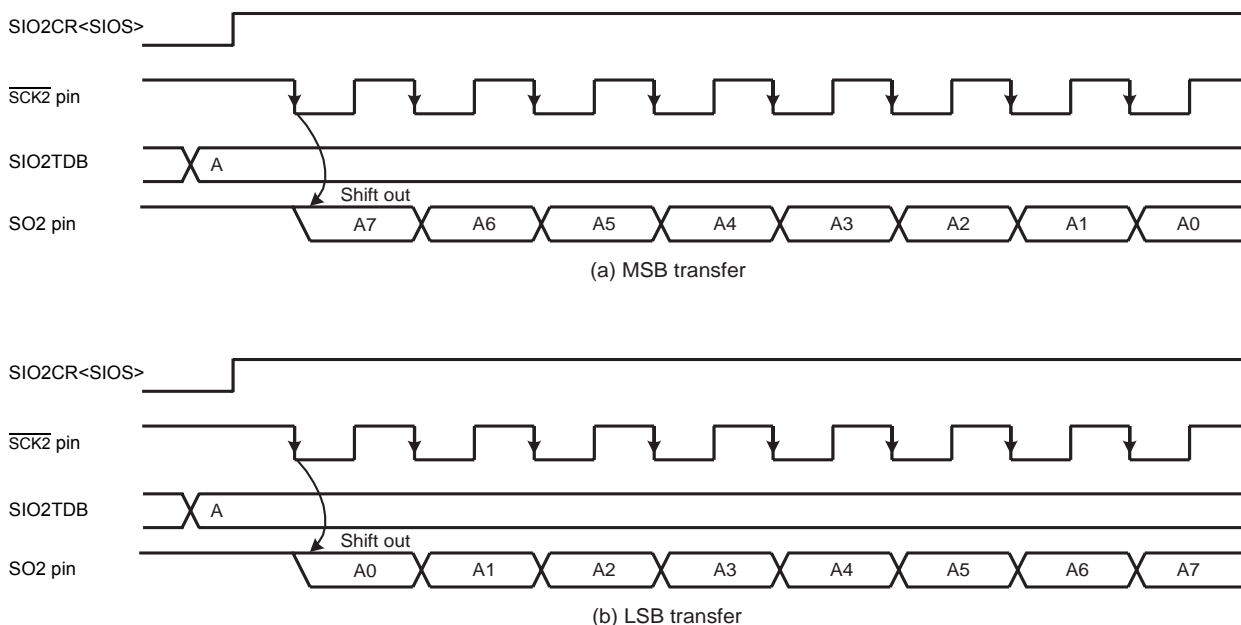 SIO2CR<SIOS>
SCK2 pin
SIO2TDB
A
Shift out
SO2 pin
A7 A6 A5 A4 A3 A2 A1 A0
(a) MSB transfer
SIO2CR<SIOS>
SCK2 pin
SIO2TDB
A
Shift out
SO2 pin
A0 A1 A2 A3 A4 A5 A6 A7
(b) LSB transfer